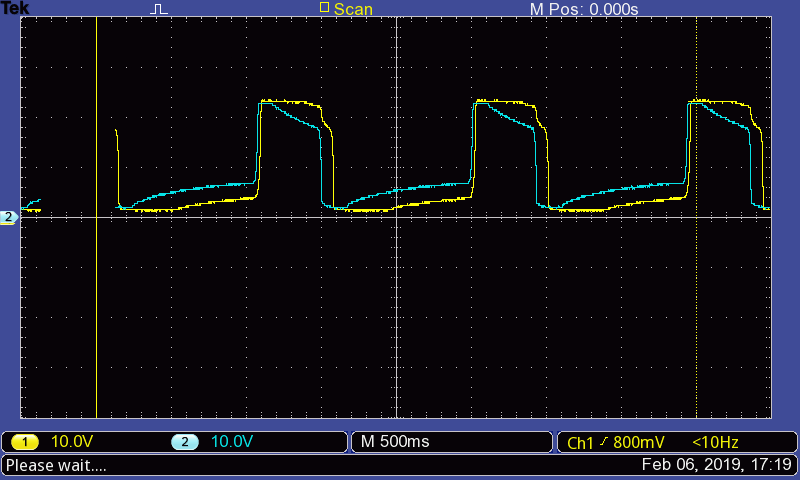 Tek Scan M Pos: 0.000s
2
1 10.0V 2 10.0V M 500ms Ch1 800mV <10Hz
Please wait.... Feb 06, 2019, 17:19